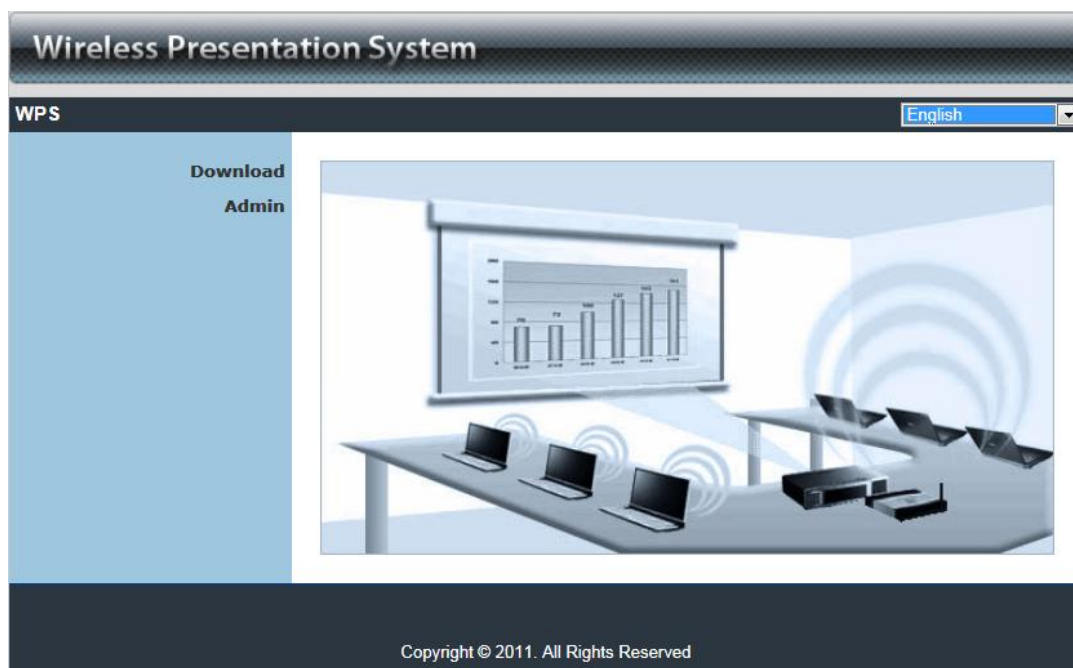 Wireless Presentation System
WPS
English
Download
Admin
Copyright © 2011. All Rights Reserved